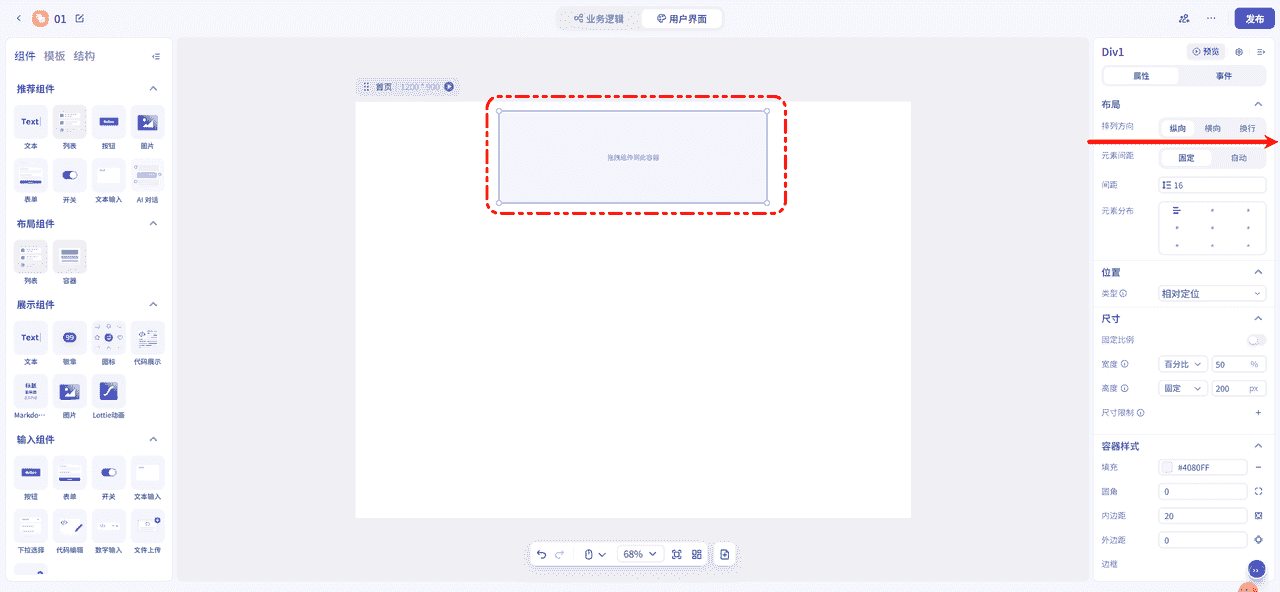 01
业务逻辑
用户界面
发布
组件 模板 结构
推荐组件
Text
文本
列表
按钮
图片
表单
开关
文本输入
AI 对话
布局组件
列表
容器
展示组件
Text
99
文本
徽章
图标
代码展示
标题
Markdo···
图片
Lottie动画
输入组件
按钮
表单
开关
文本输入
下拉选择
代码编辑
数字输入
文件上传
首页 1200 * 900
拖拽组件到此容器
68%
Div1
预览
属性
事件
布局
排列方向
纵向
横向
换行
元素间距
固定
自动
间距
16
元素分布
位置
类型
相对定位
尺寸
固定比例
宽度
百分比
50
%
高度
固定
200
px
尺寸限制
容器样式
填充
#4080FF
圆角
0
内边距
20
外边距
0
边框